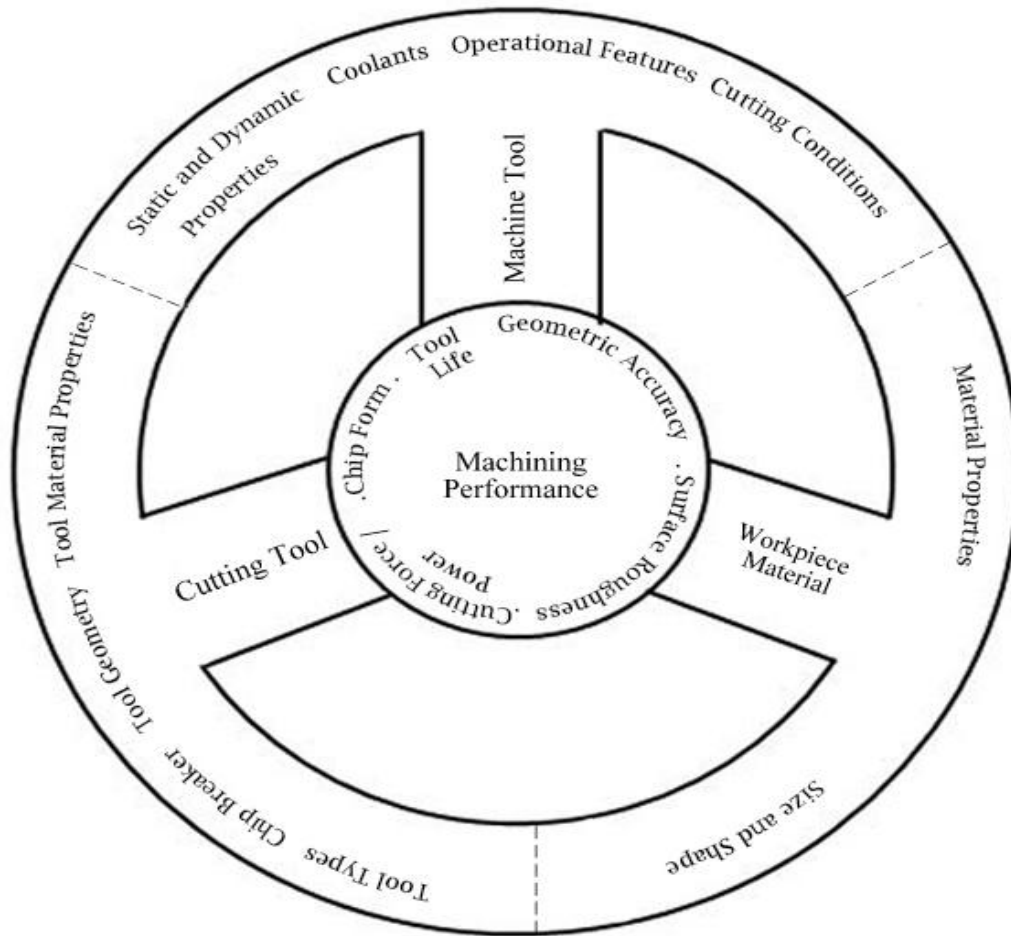 Static and Dynamic
Properties
Coolants
Operational Features
Curting Conditions
Machine Tool
Tool Material Properties
Tool Geometry
Chip Breaker
Tool Types
Cutting Tool
Material Properties
Size and Shape
Workpiece
Material
Tool
Life
Geometric Accuracy
.Surface Roughness
.Cutting Force /
Power
.Chip Form.
Machining
Performance